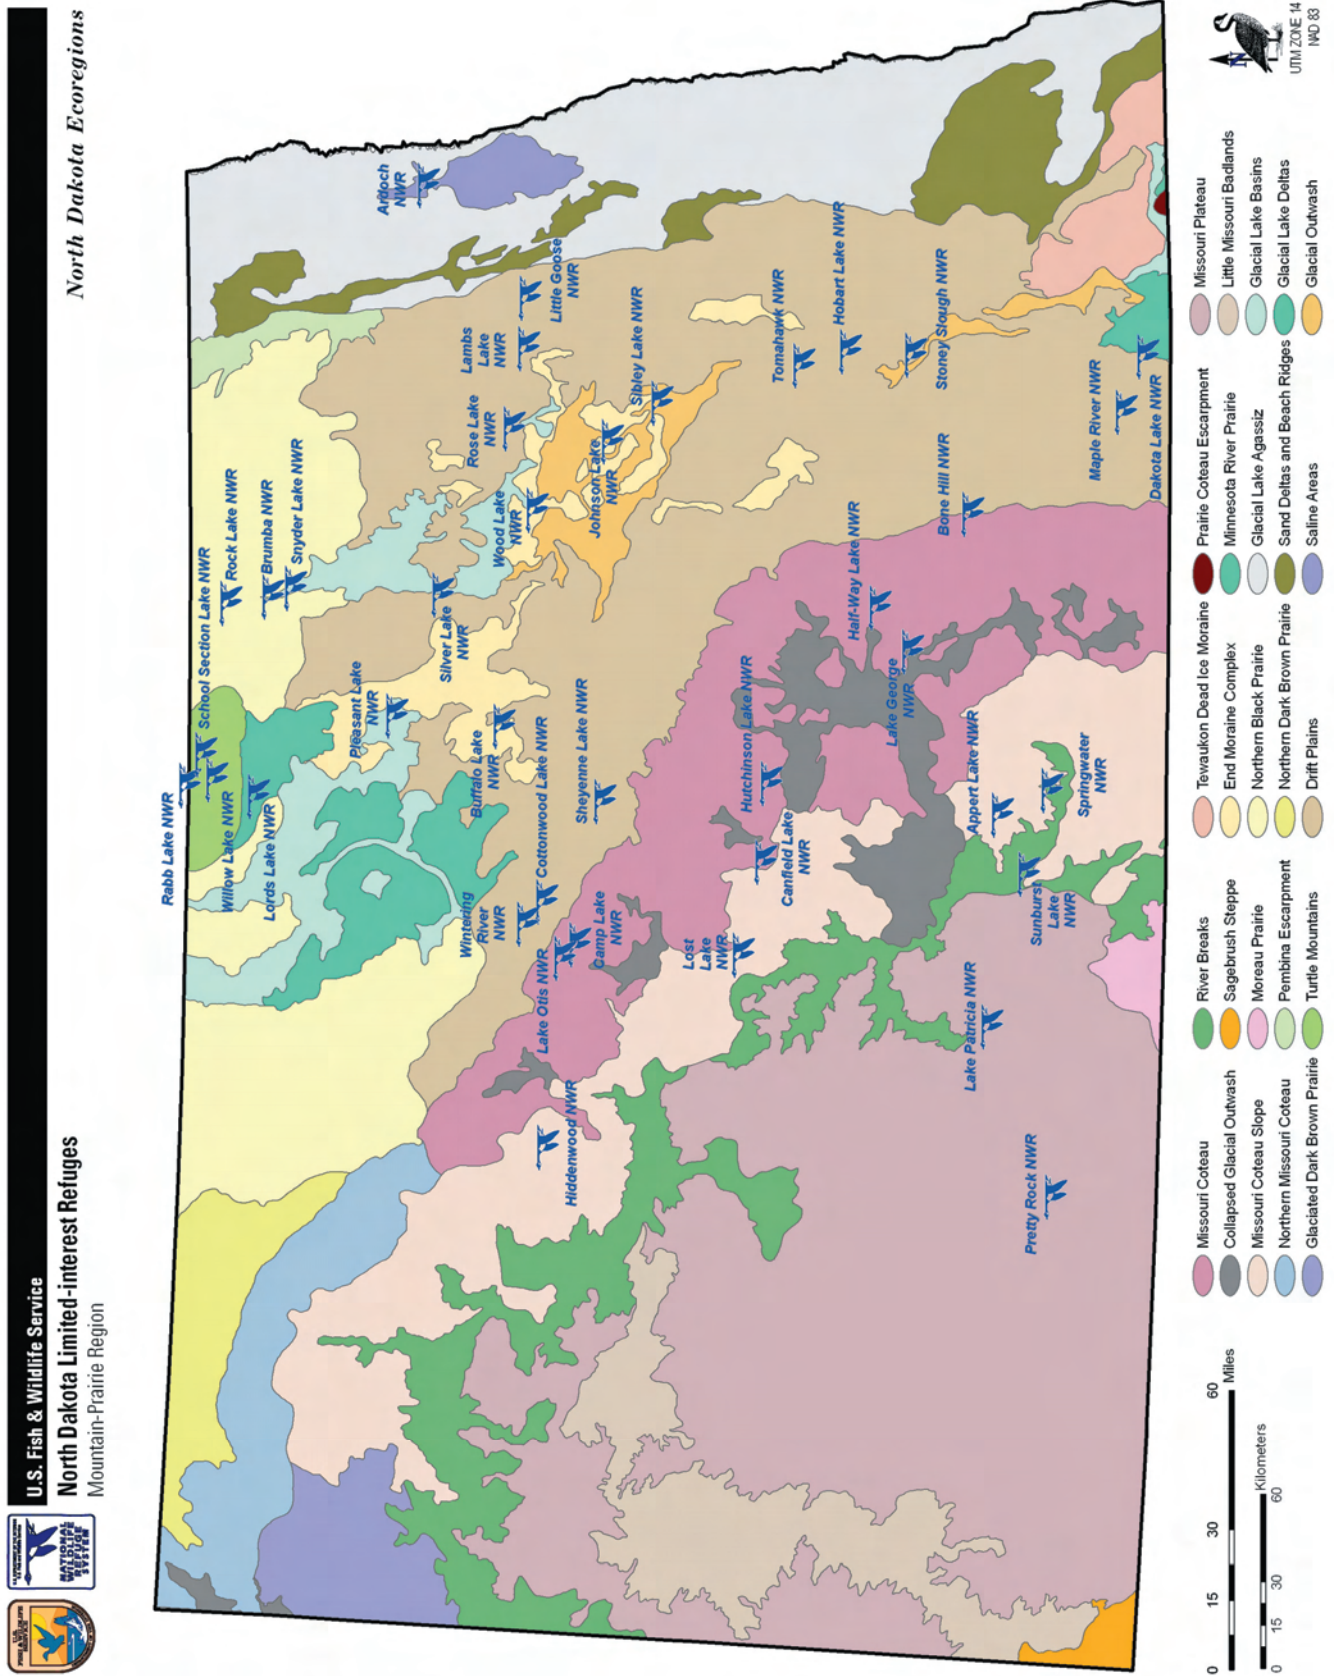 U.S. Fish & Wildlife Service
North Dakota Limited-interest Refuges
Mountain-Prairie Region
North Dakota Ecoregions
NATIONAL
WILDLIFE
REFUGE
SYSTEM
Rabb Lake NWR
School Section Lake NWR
Willow Lake NWR
Rock Lake NWR
Lords Lake NWR
Brumba NWR
Snyder Lake NWR
Pleasant Lake
NWR
Ardoch
NWR
Silver Lake
NWR
Wintering
River
NWR
Buffalo Lake
NWR
Rose Lake
NWR
Lambs
Lake
NWR
Wood Lake
NWR
Little Goose
NWR
Cottonwood Lake NWR
Lake Otis NWR
Hiddenwood NWR
Sheyenne Lake NWR
Camp Lake
NWR
Johnson Lake
NWR
Sibley Lake NWR
Lost
Lake
NWR
Hutchinson Lake NWR
Canfield Lake
NWR
Tomahawk NWR
Hobart Lake NWR
Half-Way Lake NWR
Lake George
NWR
Stoney Slough NWR
Bone Hill NWR
Lake Patricia NWR
Appert Lake NWR
Pretty Rock NWR
Sunburst
Lake
NWR
Springwater
NWR
Maple River NWR
Dakota Lake NWR
0
15
30
60
Miles
0
15
30
60
Kilometers
Missouri Coteau
Collapsed Glacial Outwash
Missouri Coteau Slope
Northern Missouri Coteau
Glaciated Dark Brown Prairie
River Breaks
Sagebrush Steppe
Moreau Prairie
Pembina Escarpment
Turtle Mountains
Tewaukon Dead Ice Moraine
End Moraine Complex
Northern Black Prairie
Northern Dark Brown Prairie
Drift Plains
Prairie Coteau Escarpment
Minnesota River Prairie
Glacial Lake Agassiz
Sand Deltas and Beach Ridges
Saline Areas
Missouri Plateau
Little Missouri Badlands
Glacial Lake Basins
Glacial Lake Deltas
Glacial Outwash
N
UTM ZONE 14
NAD 83